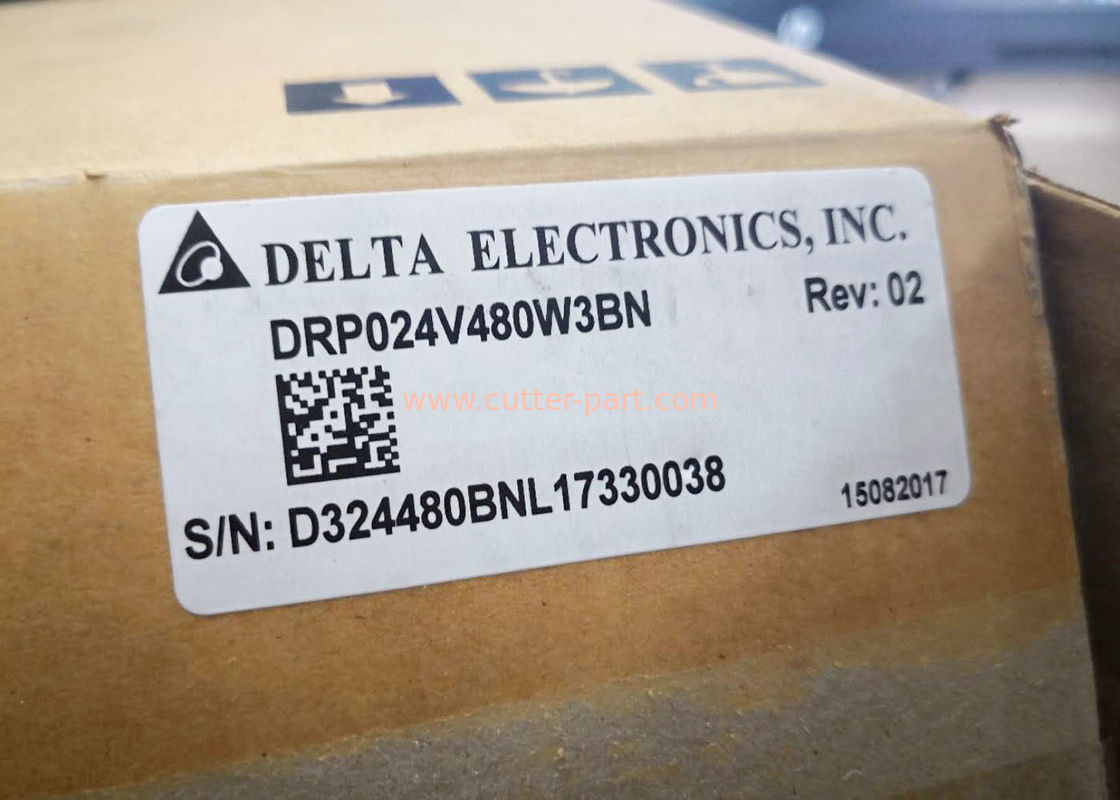 DELTA ELECTRONICS, INC.
DRP024V480W3BN
Rev: 02
www.cutter-part.com
S/N: D324480BNL17330038
15082017